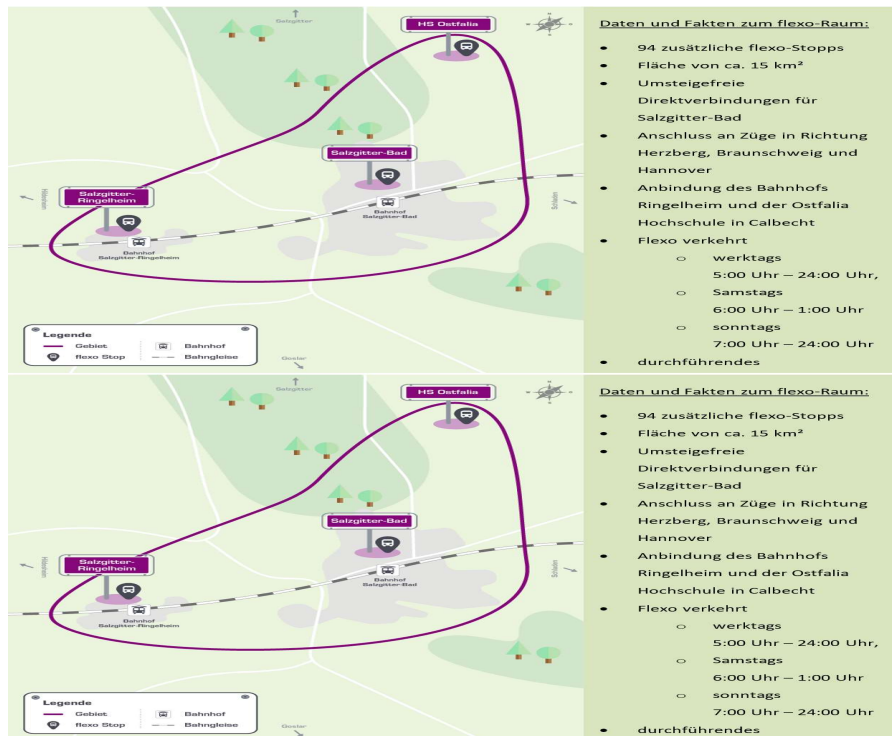 Salzgitter
HS Ostfalia
Salzgitter-Bad
Salzgitter-
Ringelheim
Bahnhof
Salzgitter-Bad
Bahnhof
Salzgitter-Ringelheim
Schladen
Goslar
Legende
Gebiet
Bahnhof
flexo Stop
Bahngleise
Daten und Fakten zum flexo-Raum:
• 94 zusätzliche flexo-Stopps
• Fläche von ca. 15 km²
• Umsteigefreie
Direktverbindungen für
Salzgitter-Bad
• Anschluss an Züge in Richtung
Herzberg, Braunschweig und
Hannover
• Anbindung des Bahnhofs
Ringelheim und der Ostfalia
Hochschule in Calbecht
• Flexo verkehrt
o werktags
5:00 Uhr – 24:00 Uhr,
o Samstags
6:00 Uhr – 1:00 Uhr
o sonntags
7:00 Uhr – 24:00 Uhr
• durchführendes
Salzgitter
HS Ostfalia
Salzgitter-Bad
Salzgitter-
Ringelheim
Bahnhof
Salzgitter-Bad
Bahnhof
Salzgitter-Ringelheim
Schladen
Goslar
Legende
Gebiet
Bahnhof
flexo Stop
Bahngleise
Daten und Fakten zum flexo-Raum:
• 94 zusätzliche flexo-Stopps
• Fläche von ca. 15 km²
• Umsteigefreie
Direktverbindungen für
Salzgitter-Bad
• Anschluss an Züge in Richtung
Herzberg, Braunschweig und
Hannover
• Anbindung des Bahnhofs
Ringelheim und der Ostfalia
Hochschule in Calbecht
• Flexo verkehrt
o werktags
5:00 Uhr – 24:00 Uhr,
o Samstags
6:00 Uhr – 1:00 Uhr
o sonntags
7:00 Uhr – 24:00 Uhr
• durchführendes